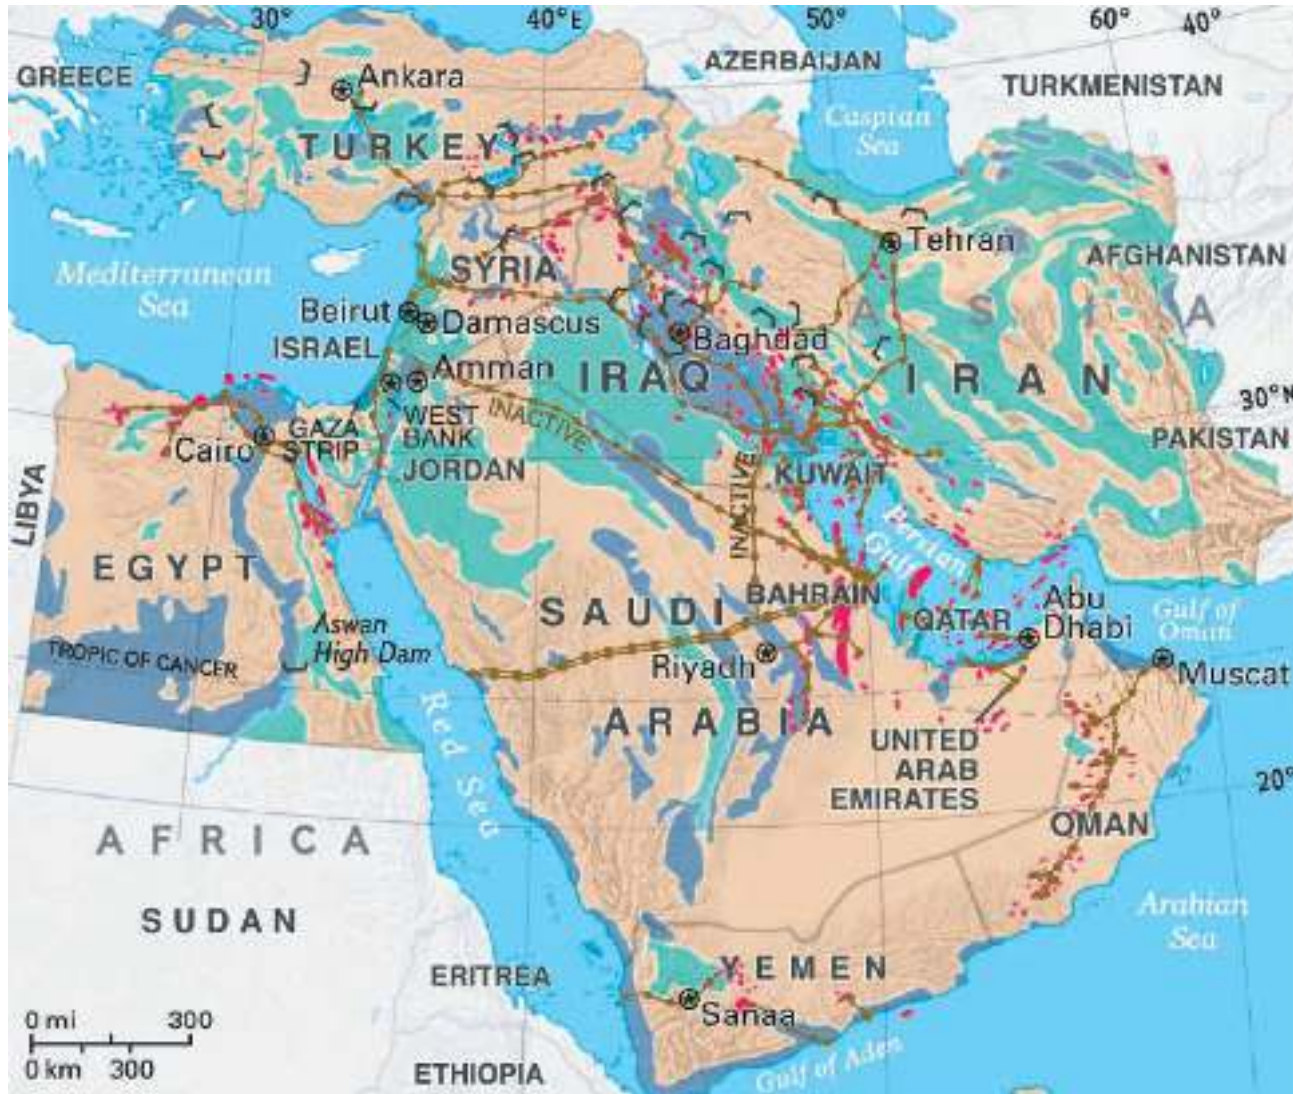 30°
40°E
50°
60°
40°
GREECE
Ankara
AZERBAIJAN
TURKMENISTAN
Caspian
Sea
TURKEY
Tehran
AFGHANISTAN
Mediterranean
Sea
SYRIA
ASIA
Beirut
Damascus
Baghdad
ISRAEL
Amman
IRAQ
IRAN
INACTIVE
30°N
GAZA
STRIP
WEST
BANK
Cairo
JORDAN
KUWAIT
PAKISTAN
LIBYA
INACTIVE
Persian
Gulf
EGYPT
BAHRAIN
Abu
Dhabi
Gulf of
Oman
SAUDI
QATAR
Aswan
High Dam
TROPIC OF CANCER
Riyadh
Muscat
Red Sea
ARABIA
UNITED
ARAB
EMIRATES
20°
OMAN
AFRICA
SUDAN
Arabian
Sea
ERITREA
YEMEN
Sanaa
0 mi 300
0 km 300
ETHIOPIA
Gulf of Aden